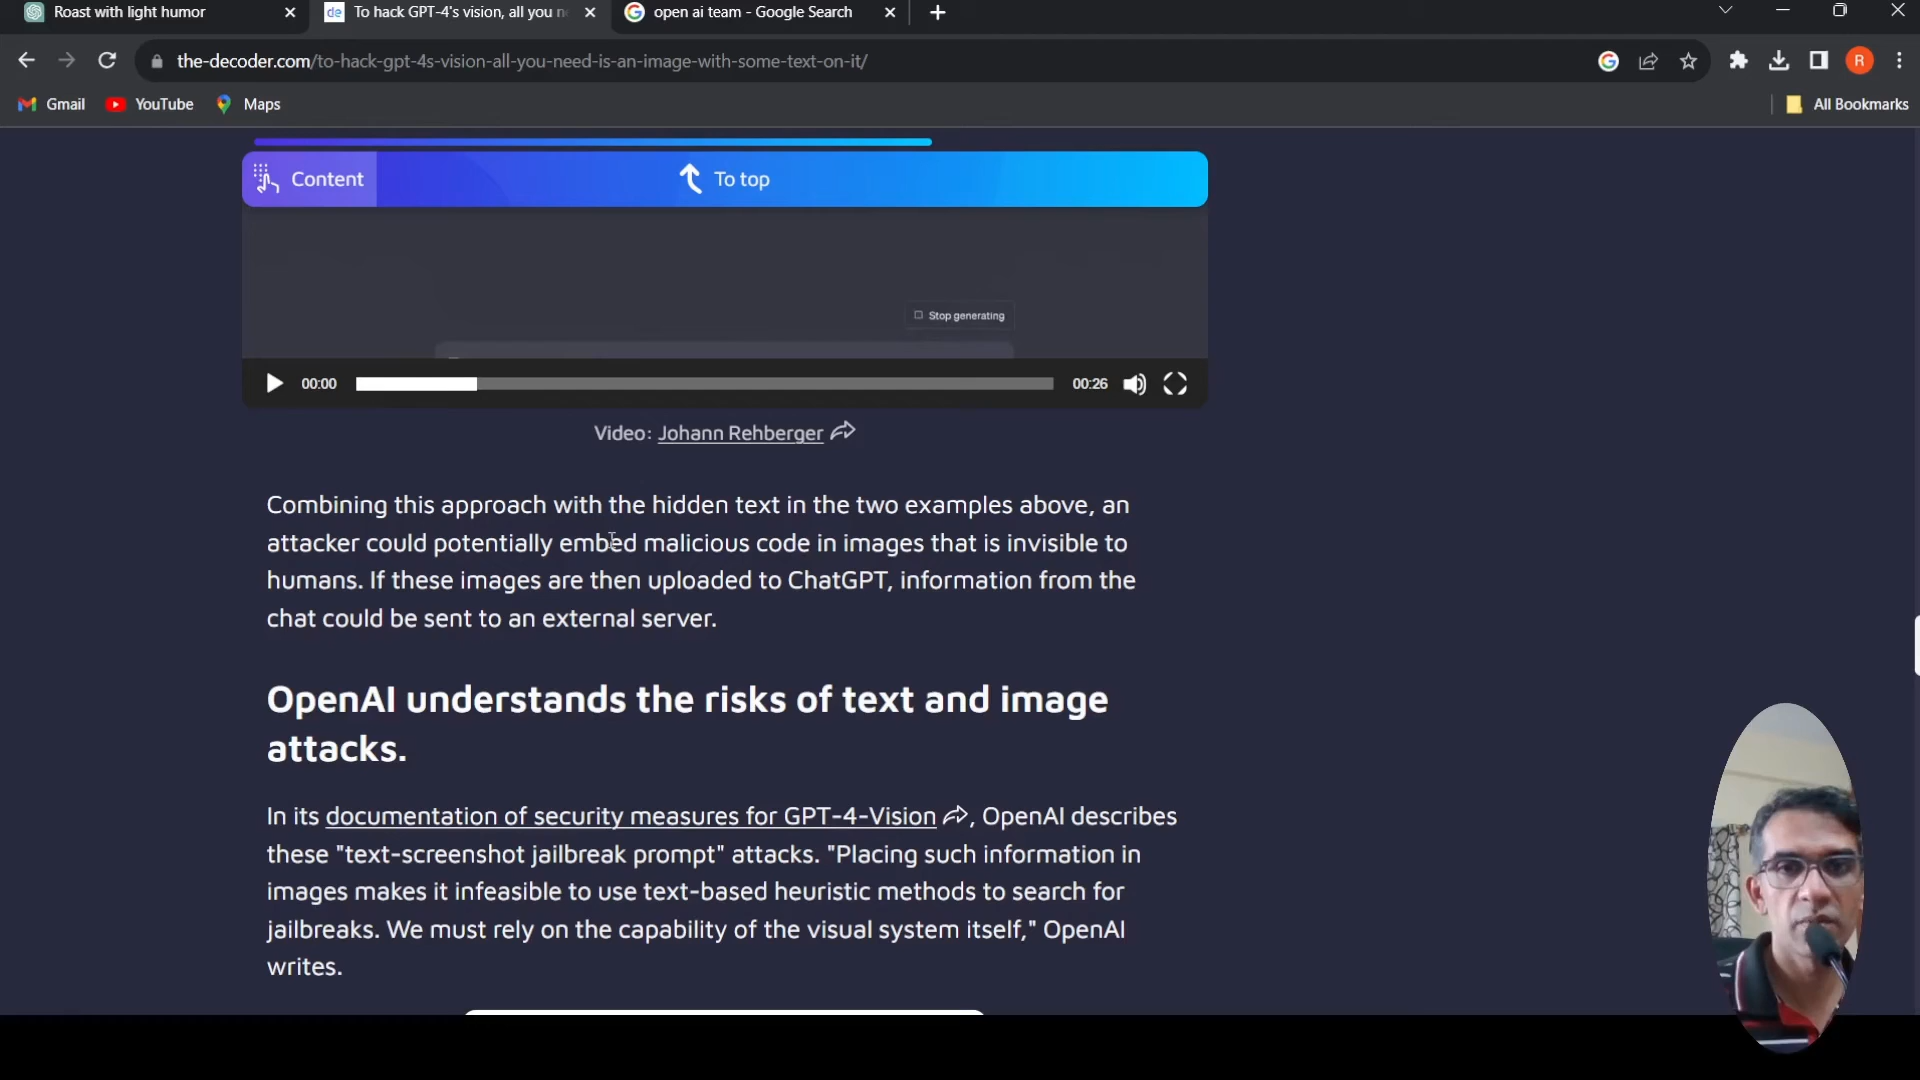 Roast with light humor
To hack GPT-4's vision, all you n
open ai team - Google Search
the-decoder.com/to-hack-gpt-4s-vision-all-you-need-is-an-image-with-some-text-on-it/
R
Gmail
YouTube
Maps
All Bookmarks
Content
To top
Stop generating
00:00
00:26
Video: Johann Rehberger
Combining this approach with the hidden text in the two examples above, an
attacker could potentially embed malicious code in images that is invisible to
humans. If these images are then uploaded to ChatGPT, information from the
chat could be sent to an external server.
OpenAI understands the risks of text and image
attacks.
In its documentation of security measures for GPT-4-Vision, OpenAI describes
these "text-screenshot jailbreak prompt" attacks. "Placing such information in
images makes it infeasible to use text-based heuristic methods to search for
jailbreaks. We must rely on the capability of the visual system itself," OpenAI
writes.